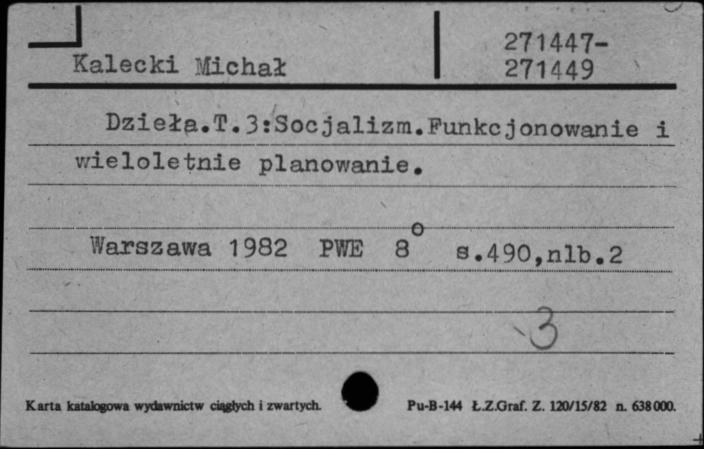 271447-
Kalecki Michał 271449
Dzieła.T.3:Socjalizm.Funkcjonowanie i
wieloletnie planowanie.
Warszawa 1982 PWE 8° s.490,nlb.2
3
Karta katalogowa wydawnictw ciągłych i zwartych. Pu-B-144 Ł.Z.Graf. Z. 120/15/82 n. 638000.